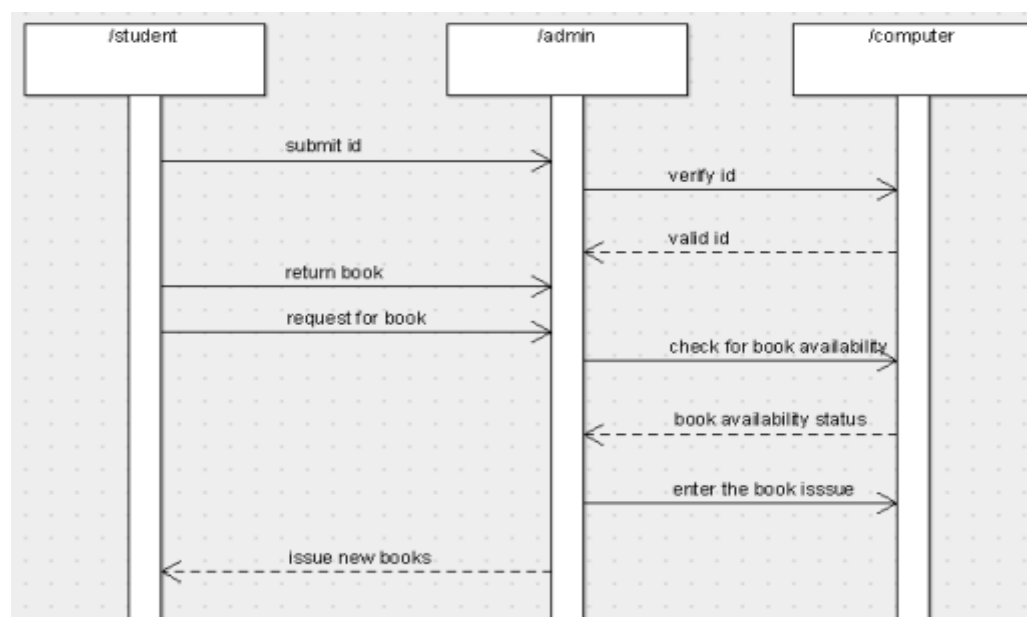 /student
/admin
/computer
submit id
verify id
valid id
return book
request for book
check for book availability
book availability status
enter the book isssue
issue new books